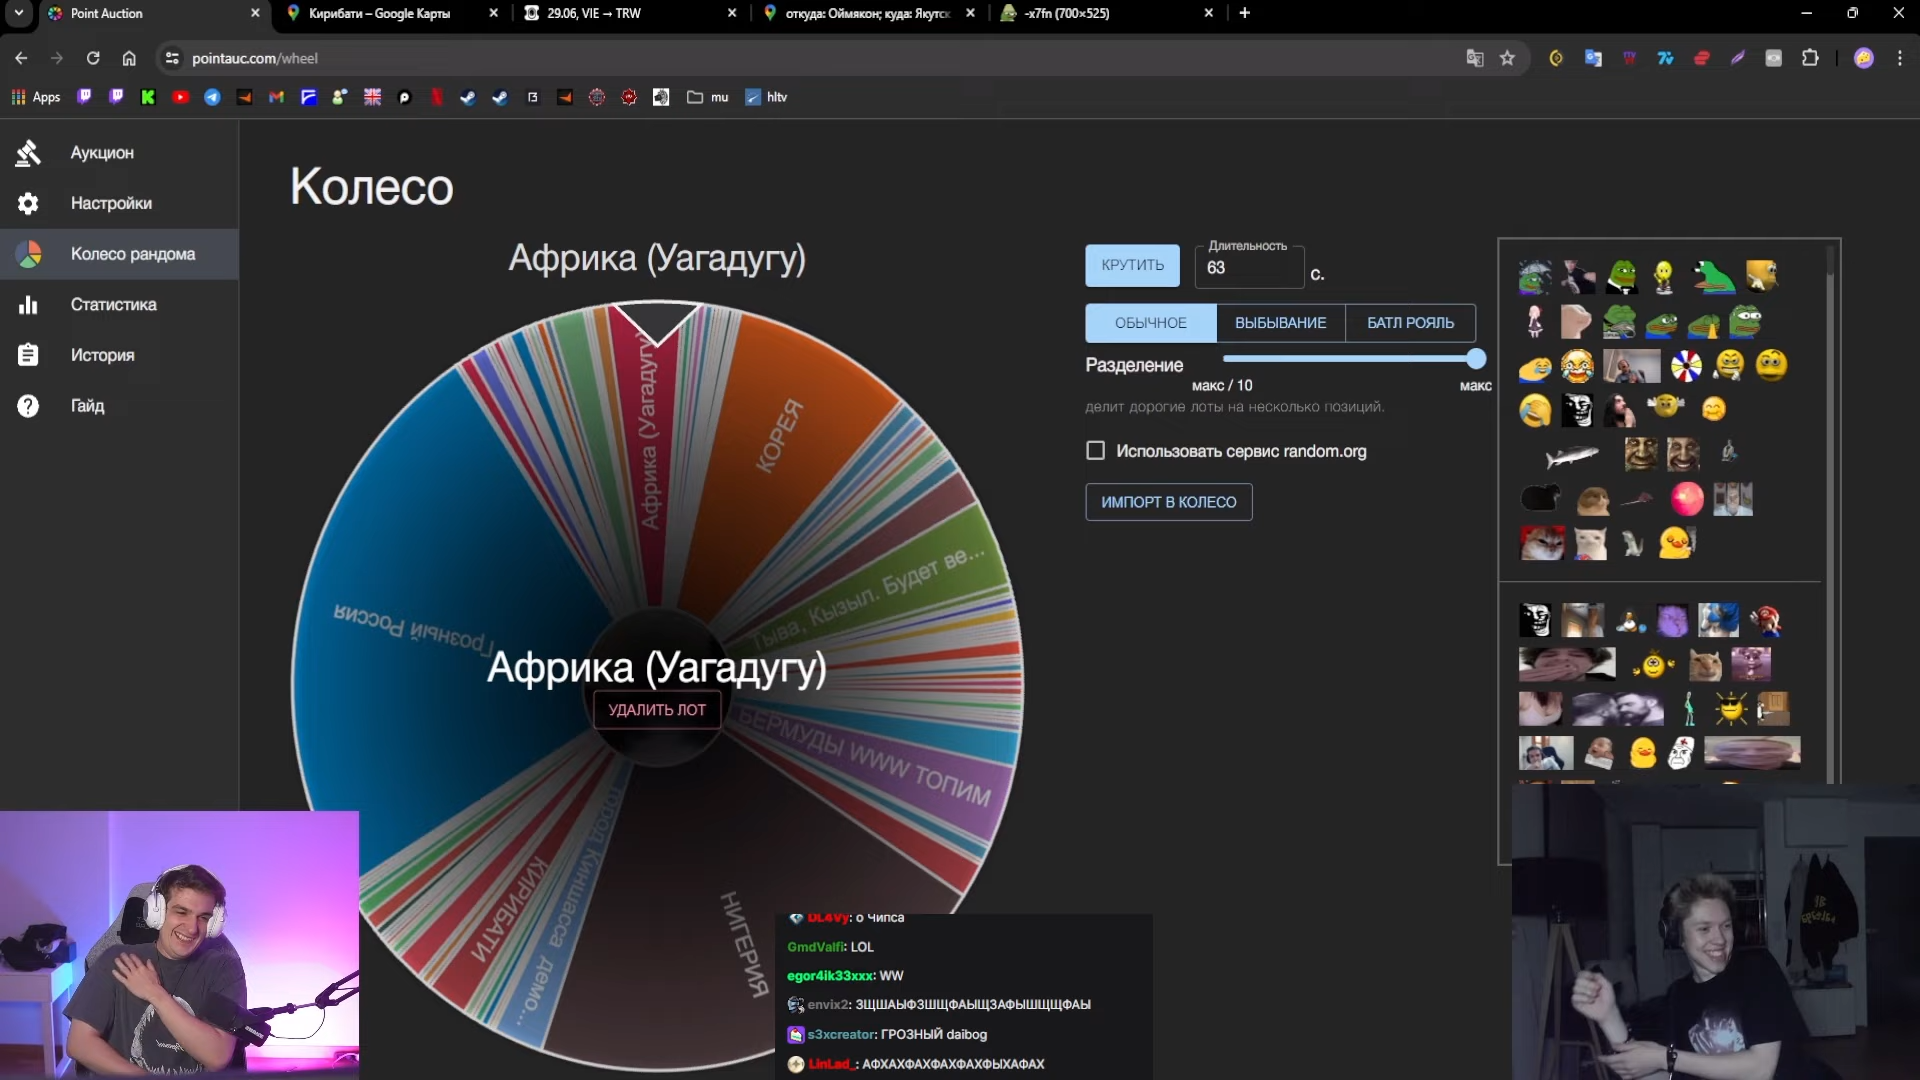 Point Auction
Кирибати – Google Карты
29.06, VIE → TRW
откуда: Оймякон; куда: Якутск
-x7fn (700×525)
pointauc.com/wheel
Apps
mu
hltv
Аукцион
Настройки
Колесо рандома
Статистика
История
Гайд
Колесо
Африка (Уагадугу)
КРУТИТЬ
Длительность
63
с.
ОБЫЧНОЕ
ВЫБЫВАНИЕ
БАТЛ РОЯЛЬ
Разделение
макс / 10
макс
делит дорогие лоты на несколько позиций.
Использовать сервис random.org
ИМПОРТ В КОЛЕСО
Африка (Уагадугу)
КОРЕЯ
Тыва, Кызыл. Будет ве...
Грозный Россия
Африка (Уагадугу)
УДАЛИТЬ ЛОТ
БЕРМУДЫ WWW ТОПИМ
КИРИБАТИ
город Киншаса демо...
НИГЕРИЯ
DL4Vy: о Чипса
GmdValfi: LOL
egor4ik33xxx: WW
envix2: ЗЩШАЫФЗШЩФАЫЩЗАФЫШЩЩФАЫ
s3xcreator: ГРОЗНЫЙ daibog
LinLad_: АФХАХФАХФАХФАХФЫХАФАХ